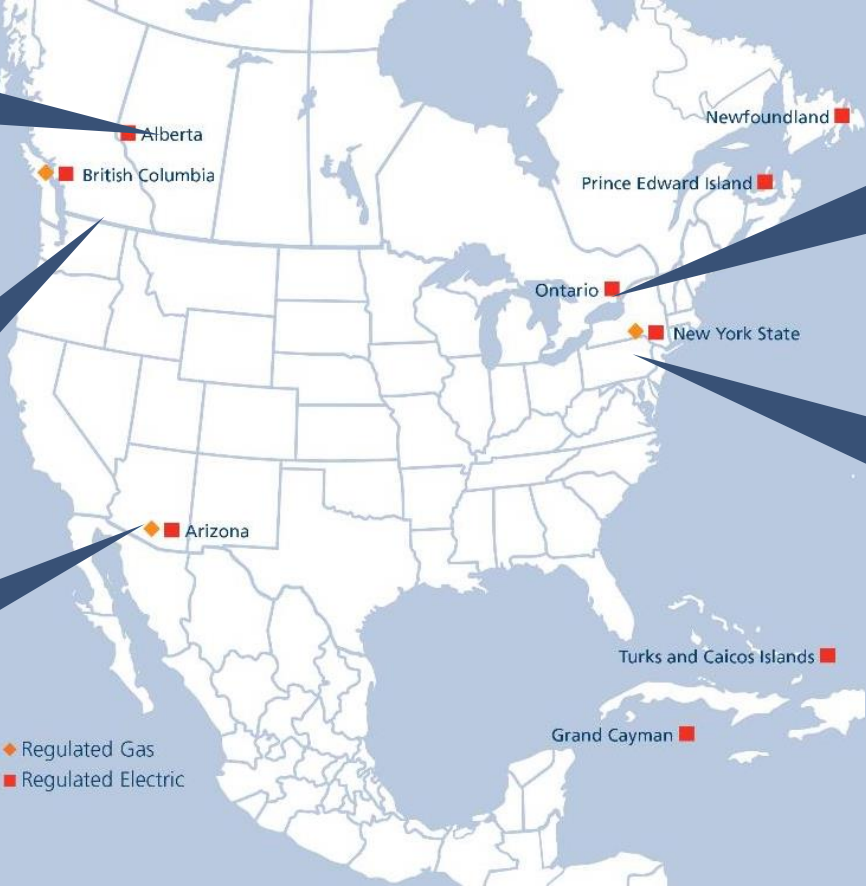 Newfoundland
Alberta
British Columbia
Prince Edward Island
Ontario
New York State
Arizona
Turks and Caicos Islands
Grand Cayman
Regulated Gas
Regulated Electric